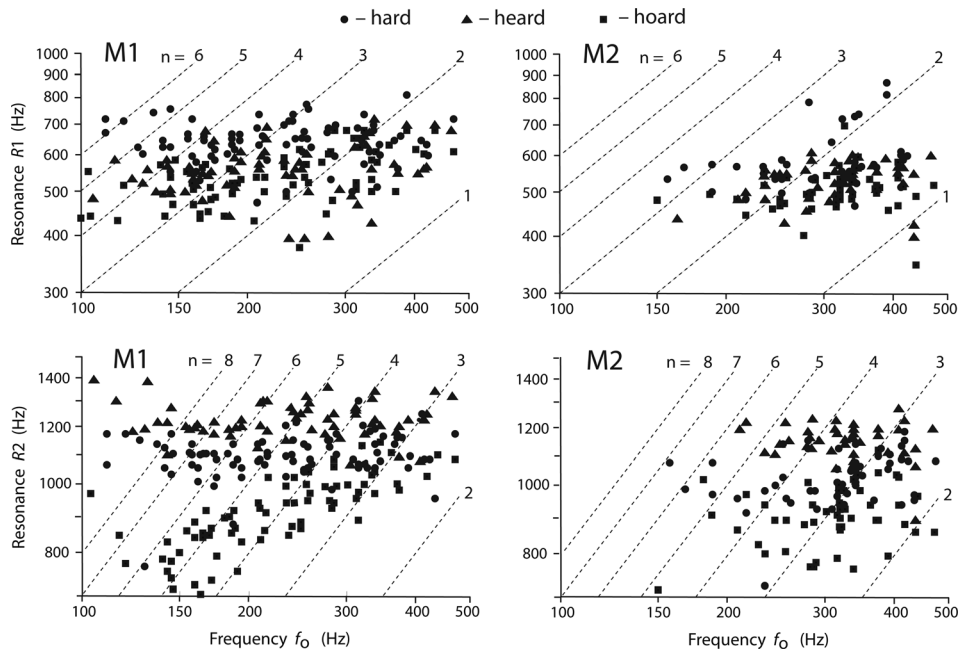 ● – hard ▲ – heard ■ – hoard
M1
n = 6 5 4 3 2
1
Resonance R1 (Hz)
1000
900
800
700
600
500
400
300
100 150 200 300 400 500
M2
n = 6 5 4 3 2
1
1000
900
800
700
600
500
400
300
100 150 200 300 400 500
M1
n = 8 7 6 5 4 3
2
Resonance R2 (Hz)
1400
1200
1000
800
100 150 200 300 400 500
Frequency fo (Hz)
M2
n = 8 7 6 5 4 3
2
1400
1200
1000
800
100 150 200 300 400 500
Frequency fo (Hz)